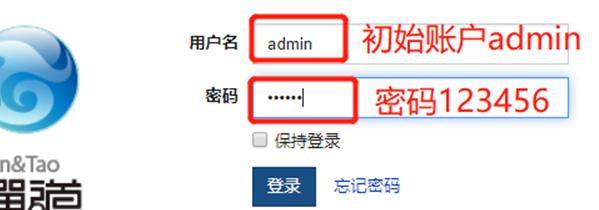 用户名 admin 初始账户admin
密码 •••••• 密码123456
保持登录
n&Tao
登录 忘记密码